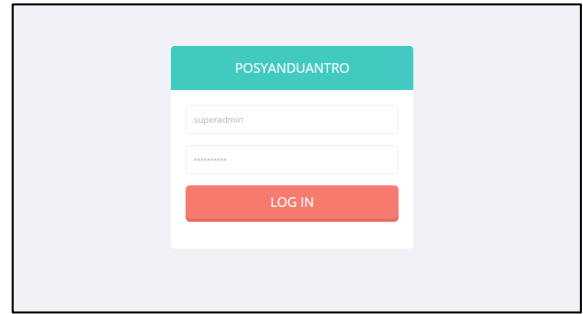 POSYANDUANTRO
superadmin
••••••••••
LOG IN